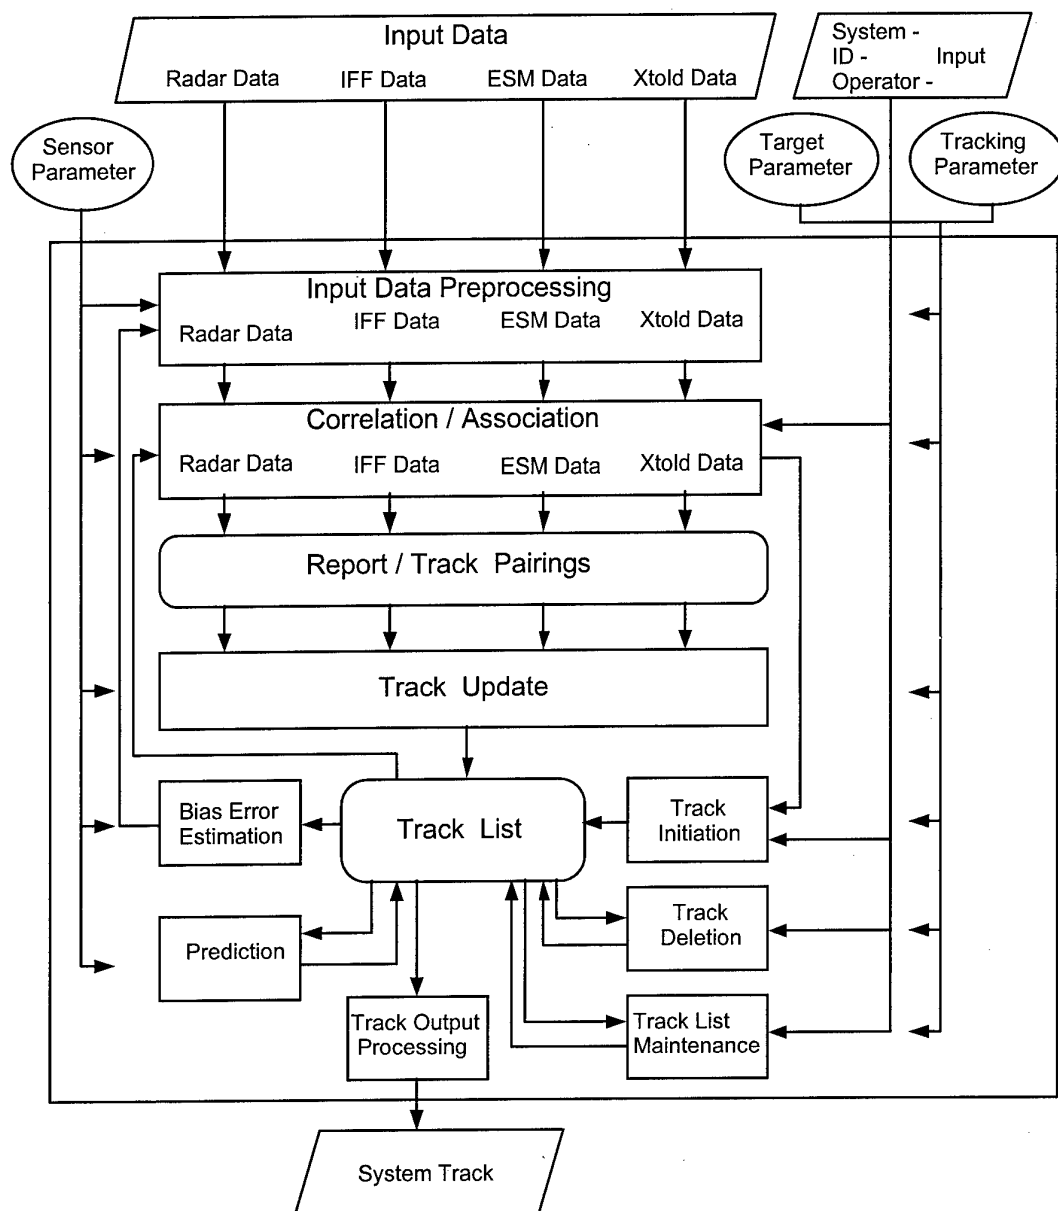 Input Data
Radar Data IFF Data ESM Data Xtold Data
System -
ID - Input
Operator -
Sensor
Parameter
Target
Parameter
Tracking
Parameter
Input Data Preprocessing
Radar Data IFF Data ESM Data Xtold Data
Correlation / Association
Radar Data IFF Data ESM Data Xtold Data
Report / Track Pairings
Track Update
Bias Error
Estimation
Track List
Track
Initiation
Prediction
Track
Deletion
Track Output
Processing
Track List
Maintenance
System Track